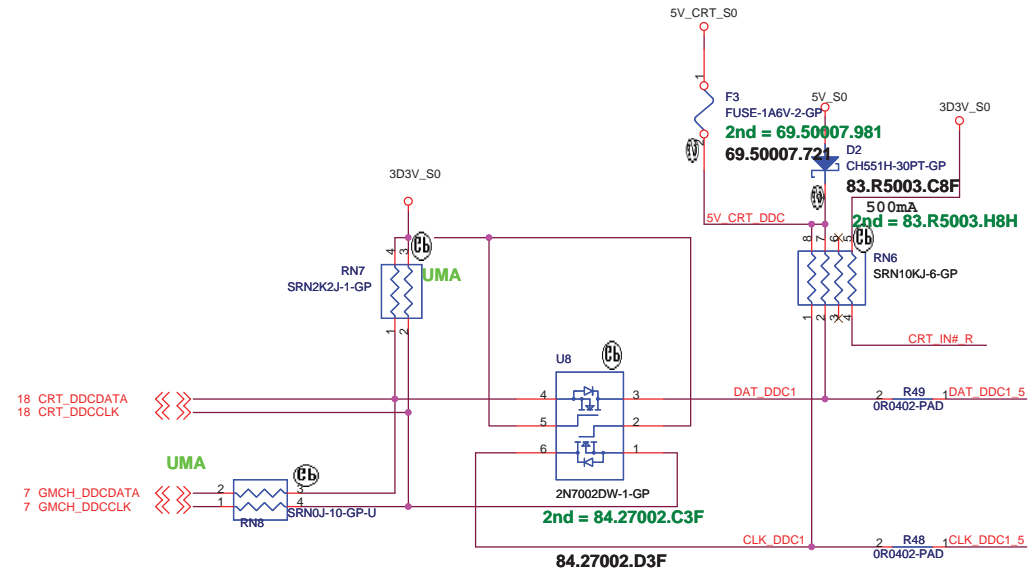 5V_CRT_S0
1
F3
FUSE-1A6V-2-GP
2nd = 69.50007.981
69.50007.721
2
5V_S0
3D3V_S0
D2
CH551H-30PT-GP
83.R5003.C8F
500mA
2nd = 83.R5003.H8H
5V_CRT_DDC
8 7 6 5
RN6
SRN10KJ-6-GP
1 2 3 4
CRT_IN#_R
3D3V_S0
4 3
RN7
SRN2K2J-1-GP
UMA
1 2
U8
18 CRT_DDCDATA
18 CRT_DDCCLK
4 3
5 2
6 1
DAT_DDC1
2 R49 1 DAT_DDC1_5
0R0402-PAD
UMA
7 GMCH_DDCDATA
7 GMCH_DDCCLK
2 3
1 4
RN8
SRN0J-10-GP-U
2N7002DW-1-GP
2nd = 84.27002.C3F
84.27002.D3F
CLK_DDC1
2 R48 1 CLK_DDC1_5
0R0402-PAD